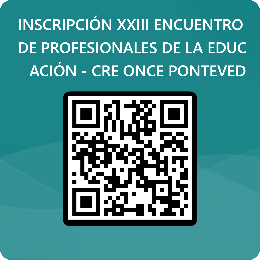 INSCRIPCIÓN XXIII ENCUENTRO
DE PROFESIONALES DE LA EDUC
ACIÓN - CRE ONCE PONTEVED